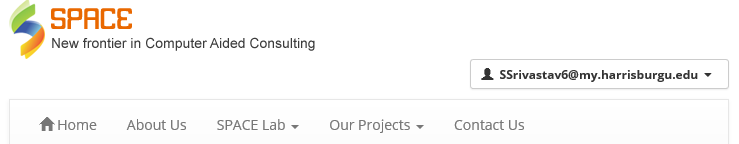 SPACE
New frontier in Computer Aided Consulting
SSrivastav6@my.harrisburgu.edu
Home About Us SPACE Lab Our Projects Contact Us